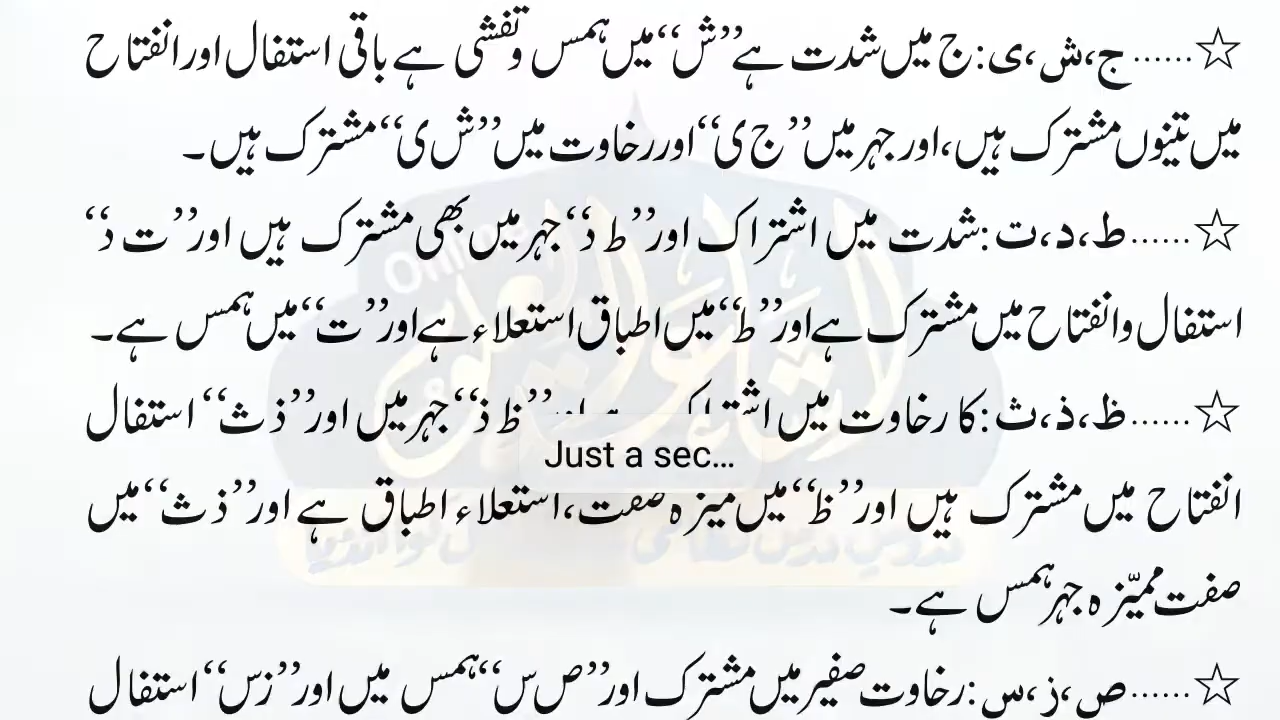 ☆......ج،ش،ی:ج میں شدت ہے”ش“میں ہمس وتفشی ہے باقی استفال اور انفتاح
میں تینوں مشترک ہیں،اور جہر میں”ج ی“اور رخاوت میں”ش ی“مشترک ہیں۔
☆......ط،د،ت:شدت میں اشتراک اور”ط د“جہر میں بھی مشترک ہیں اور”ت د“
استفال وانفتاح میں مشترک ہے اور”ط“میں اطباق استعلاء ہے اور”ت“میں ہمس ہے۔
☆......ظ،ذ،ث:کا رخاوت میں ”ظ ذ“جہر میں اور”ذ ث“استفال
Just a sec...
انفتاح میں مشترک ہیں اور”ظ“میں ممیزہ صفت،استعلاء اطباق ہے اور”ذ ث“میں
صفت ممیّزہ جہر ہمس ہے۔
☆......ص،ز،س:رخاوت صفیر میں مشترک اور”ص س“ہمس میں اور”ز س“استفال
Online